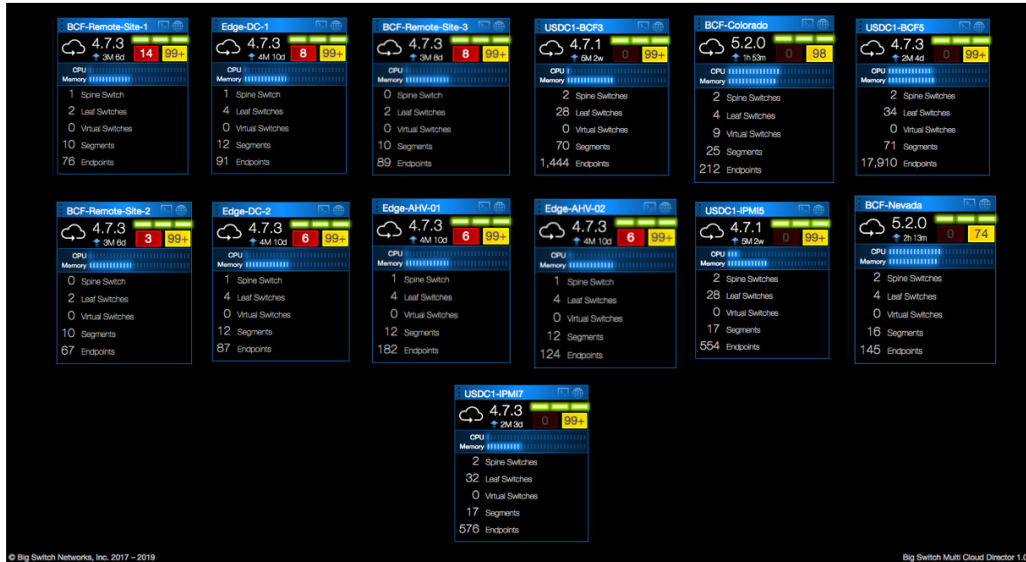 BCF-Remote-Site-1
4.7.3
3M 6d
14
99+
CPU
Memory
1 Spine Switch
2 Leaf Switches
0 Virtual Switches
10 Segments
76 Endpoints
Edge-DC-1
4.7.3
4M 10d
8
99+
CPU
Memory
1 Spine Switch
4 Leaf Switches
0 Virtual Switches
12 Segments
91 Endpoints
BCF-Remote-Site-3
4.7.3
3M 8d
8
99+
CPU
Memory
0 Spine Switch
2 Leaf Switches
0 Virtual Switches
10 Segments
89 Endpoints
USDC1-BCF3
4.7.1
5M 2w
0
99+
CPU
Memory
2 Spine Switches
28 Leaf Switches
0 Virtual Switches
70 Segments
1,444 Endpoints
BCF-Colorado
5.2.0
1h 53m
0
98
CPU
Memory
2 Spine Switches
4 Leaf Switches
9 Virtual Switches
25 Segments
212 Endpoints
USDC1-BCF5
4.7.3
2M 4d
0
99+
CPU
Memory
2 Spine Switches
34 Leaf Switches
0 Virtual Switches
71 Segments
17,910 Endpoints
BCF-Remote-Site-2
4.7.3
3M 6d
3
99+
CPU
Memory
0 Spine Switch
2 Leaf Switches
0 Virtual Switches
10 Segments
67 Endpoints
Edge-DC-2
4.7.3
4M 10d
6
99+
CPU
Memory
1 Spine Switch
4 Leaf Switches
0 Virtual Switches
12 Segments
87 Endpoints
Edge-AHV-01
4.7.3
4M 10d
6
99+
CPU
Memory
1 Spine Switch
4 Leaf Switches
0 Virtual Switches
12 Segments
182 Endpoints
Edge-AHV-02
4.7.3
4M 10d
6
99+
CPU
Memory
1 Spine Switch
4 Leaf Switches
0 Virtual Switches
12 Segments
124 Endpoints
USDC1-IPMI5
4.7.1
5M 2w
0
99+
CPU
Memory
2 Spine Switches
28 Leaf Switches
0 Virtual Switches
17 Segments
554 Endpoints
BCF-Nevada
5.2.0
2h 13m
0
74
CPU
Memory
2 Spine Switches
4 Leaf Switches
0 Virtual Switches
16 Segments
145 Endpoints
USDC1-IPMI7
4.7.3
2M 3d
0
99+
CPU
Memory
2 Spine Switches
32 Leaf Switches
0 Virtual Switches
17 Segments
576 Endpoints
© Big Switch Networks, Inc. 2017 – 2019
Big Switch Multi Cloud Director 1.0